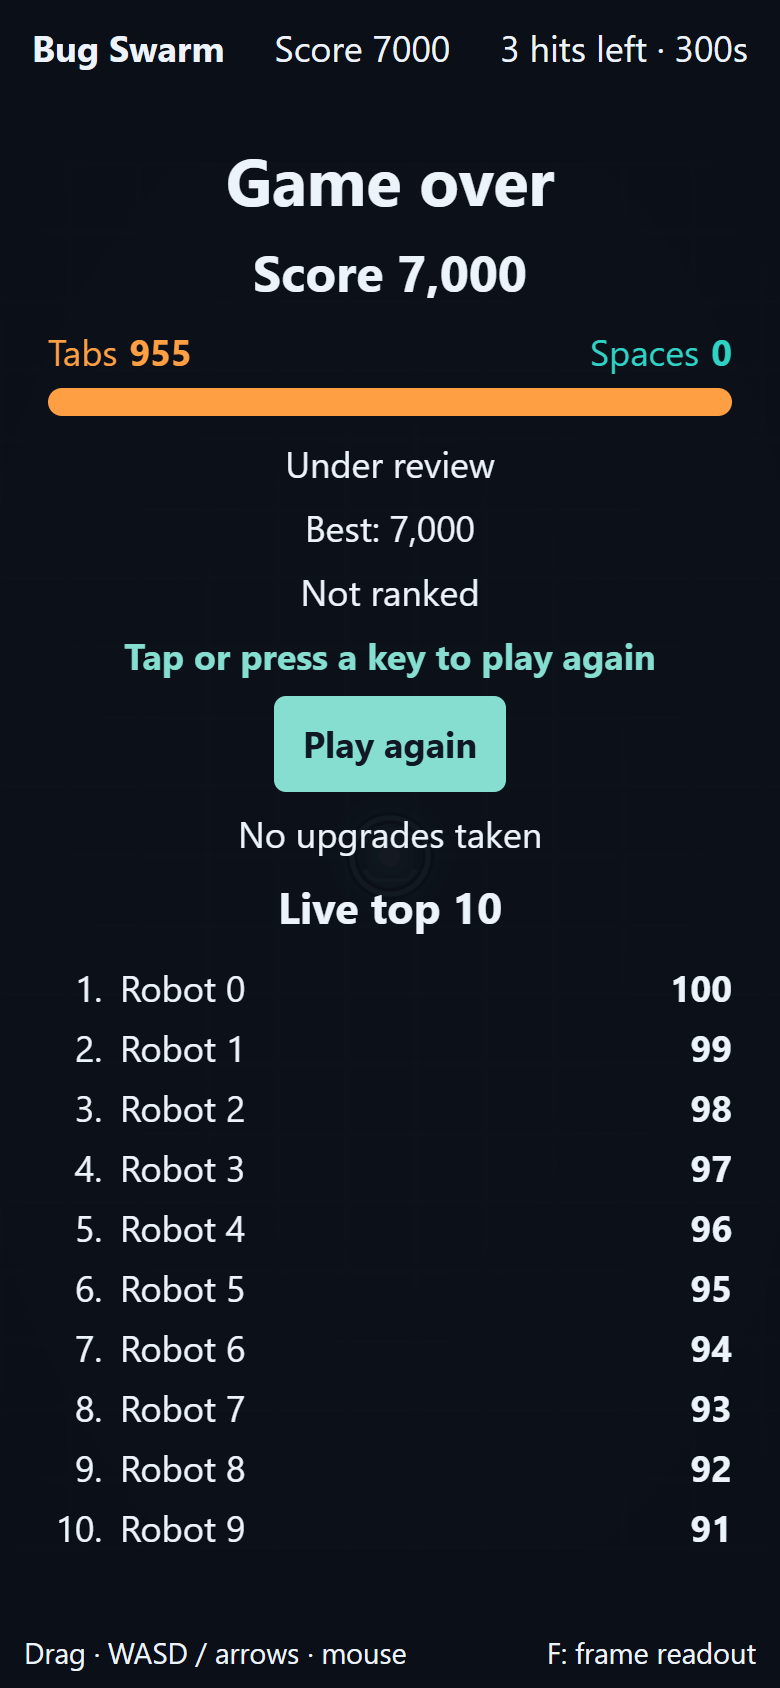 Bug Swarm Score 7000 3 hits left · 300s
Game over
Score 7,000
Tabs 955 Spaces 0
Under review
Best: 7,000
Not ranked
Tap or press a key to play again
Play again
No upgrades taken
Live top 10
1. Robot 0 100
2. Robot 1 99
3. Robot 2 98
4. Robot 3 97
5. Robot 4 96
6. Robot 5 95
7. Robot 6 94
8. Robot 7 93
9. Robot 8 92
10. Robot 9 91
Drag · WASD / arrows · mouse F: frame readout